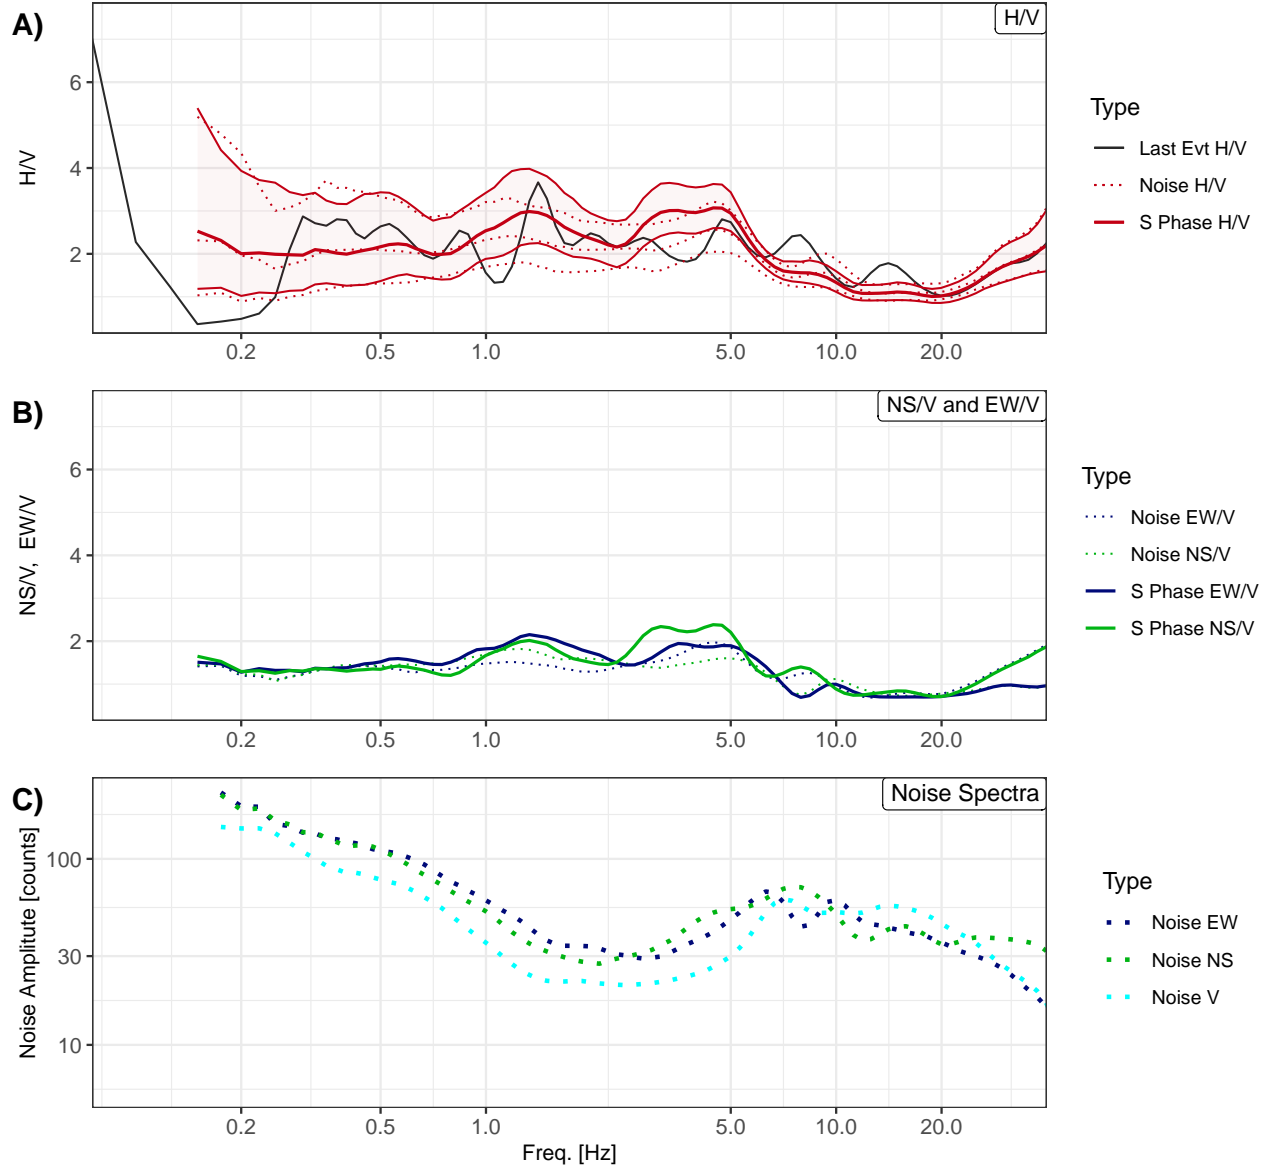 A)
H/V
6
4
2
H/V
0.2 0.5 1.0 5.0 10.0 20.0
Type
Last Evt H/V
Noise H/V
S Phase H/V
B)
NS/V and EW/V
6
4
2
NS/V, EW/V
0.2 0.5 1.0 5.0 10.0 20.0
Type
Noise EW/V
Noise NS/V
S Phase EW/V
S Phase NS/V
C)
Noise Spectra
100
30
10
Noise Amplitude [counts]
0.2 0.5 1.0 5.0 10.0 20.0
Freq. [Hz]
Type
Noise EW
Noise NS
Noise V